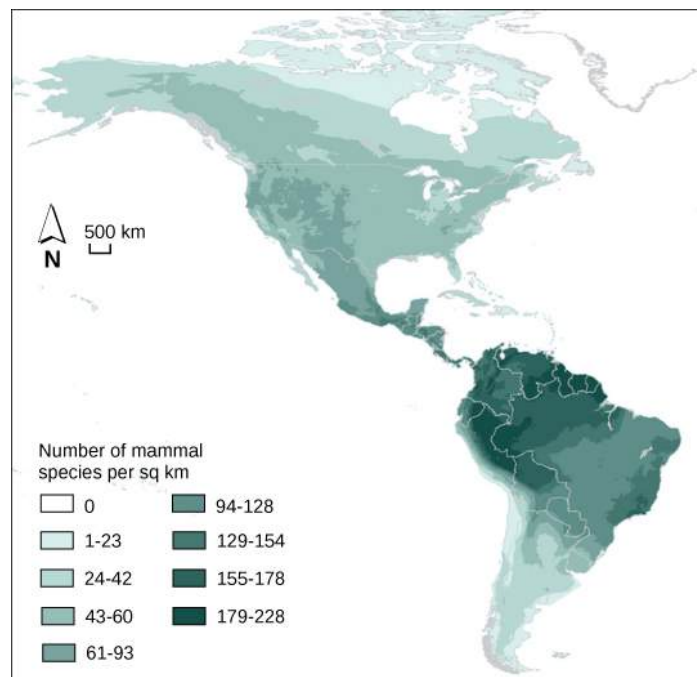 500 km
N
Number of mammal
species per sq km
0
1-23
24-42
43-60
61-93
94-128
129-154
155-178
179-228